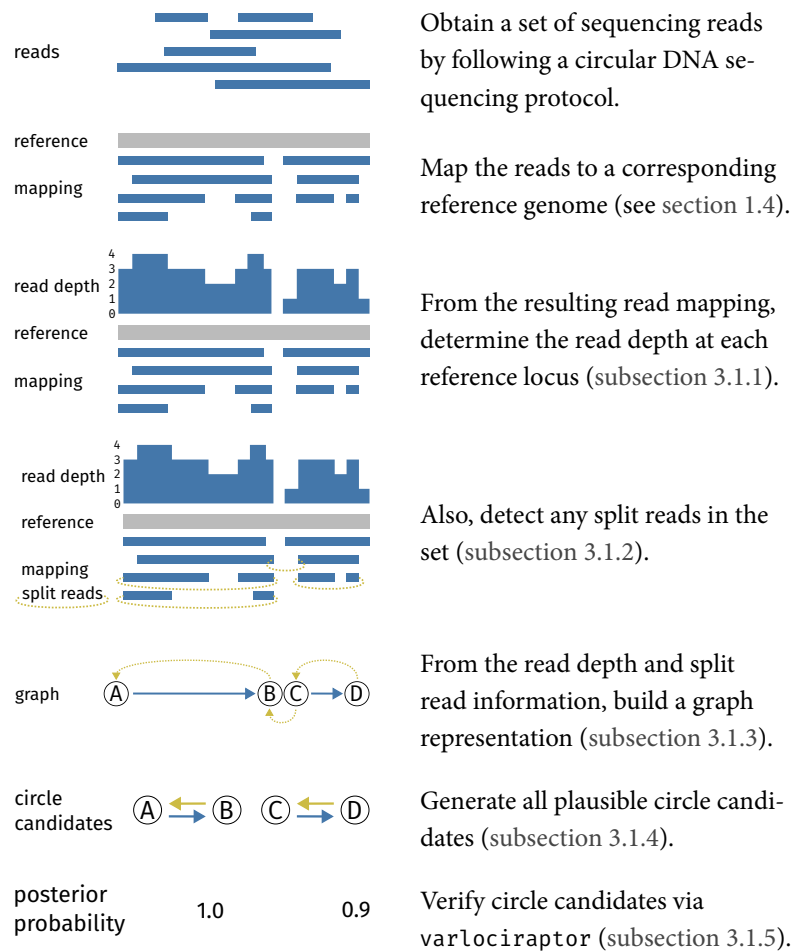 reads
Obtain a set of sequencing reads
by following a circular DNA se-
quencing protocol.
reference
mapping
Map the reads to a corresponding
reference genome (see section 1.4).
4
3
2
1
0
read depth
reference
mapping
From the resulting read mapping,
determine the read depth at each
reference locus (subsection 3.1.1).
4
3
2
1
0
read depth
reference
mapping
split reads
Also, detect any split reads in the
set (subsection 3.1.2).
graph
A B C D
From the read depth and split
read information, build a graph
representation (subsection 3.1.3).
circle
candidates
A B C D
Generate all plausible circle candi-
dates (subsection 3.1.4).
posterior
probability
1.0 0.9
Verify circle candidates via
varlociraptor (subsection 3.1.5).